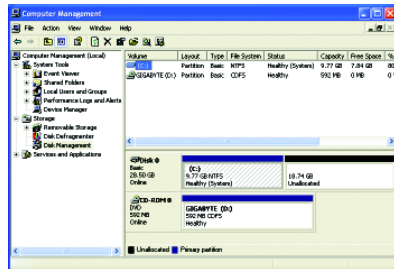 Computer Management
File Action View Window Help
Computer Management (Local)
System Tools
Event Viewer
Shared Folders
Local Users and Groups
Performance Logs and Alerts
Device Manager
Storage
Removable Storage
Disk Defragmenter
Disk Management
Services and Applications
Volume Layout Type File System Status Capacity Free Space %
(C:) Partition Basic NTFS Healthy (System) 9.77 GB 7.84 GB 80
GIGABYTE (D:) Partition Basic CDFS Healthy 592 MB 0 MB 0
Disk 0
Basic
28.50 GB
Online
(C:)
9.77 GB NTFS
Healthy (System)
18.74 GB
Unallocated
CD-ROM 0
DVD
592 MB
Online
GIGABYTE (D:)
592 MB CDFS
Healthy
Unallocated Primary partition